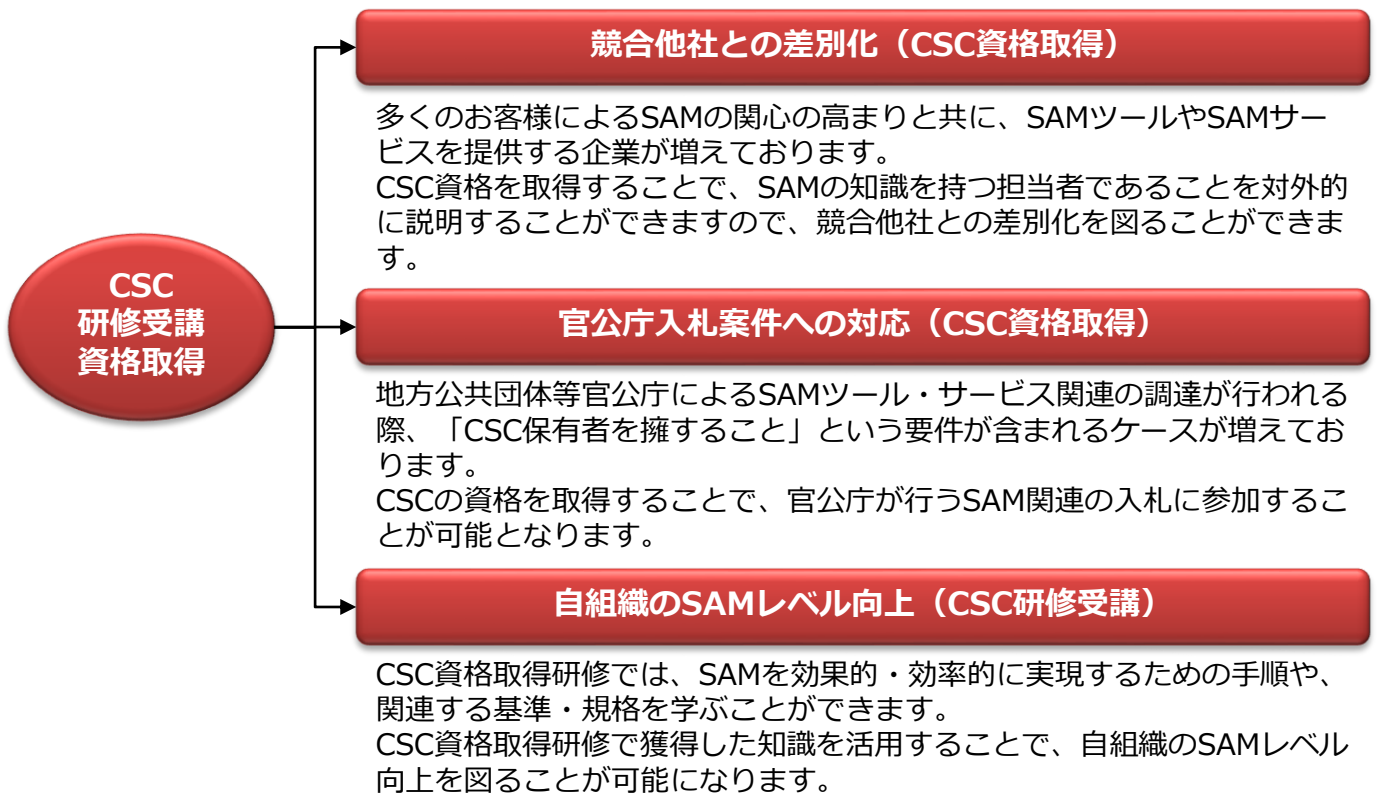 CSC
研修受講
資格取得
競合他社との差別化（CSC資格取得）
多くのお客様によるSAMの関心の高まりと共に、SAMツールやSAMサー
ビスを提供する企業が増えております。
CSC資格を取得することで、SAMの知識を持つ担当者であることを対外的
に説明することができますので、競合他社との差別化を図ることができま
す。
官公庁入札案件への対応（CSC資格取得）
地方公共団体等官公庁によるSAMツール・サービス関連の調達が行われる
際、「CSC保有者を擁すること」という要件が含まれるケースが増えてお
ります。
CSCの資格を取得することで、官公庁が行うSAM関連の入札に参加するこ
とが可能となります。
自組織のSAMレベル向上（CSC研修受講）
CSC資格取得研修では、SAMを効果的・効率的に実現するための手順や、
関連する基準・規格を学ぶことができます。
CSC資格取得研修で獲得した知識を活用することで、自組織のSAMレベル
向上を図ることが可能になります。